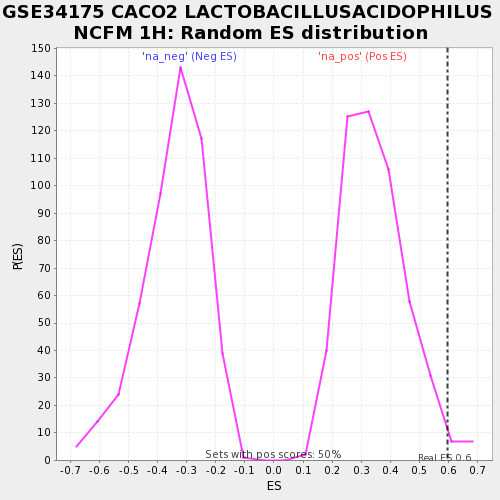 GSE34175 CACO2 LACTOBACILLUSACIDOPHILUS
NCFM 1H: Random ES distribution
'na_neg' (Neg ES)
'na_pos' (Pos ES)
150
140
130
120
110
100
90
80
70
60
50
40
30
20
10
0
P(ES)
Sets with pos scores: 50%
Real ES 0.6
-0.7 -0.6 -0.5 -0.4 -0.3 -0.2 -0.1 0.0 0.1 0.2 0.3 0.4 0.5 0.6 0.7
ES